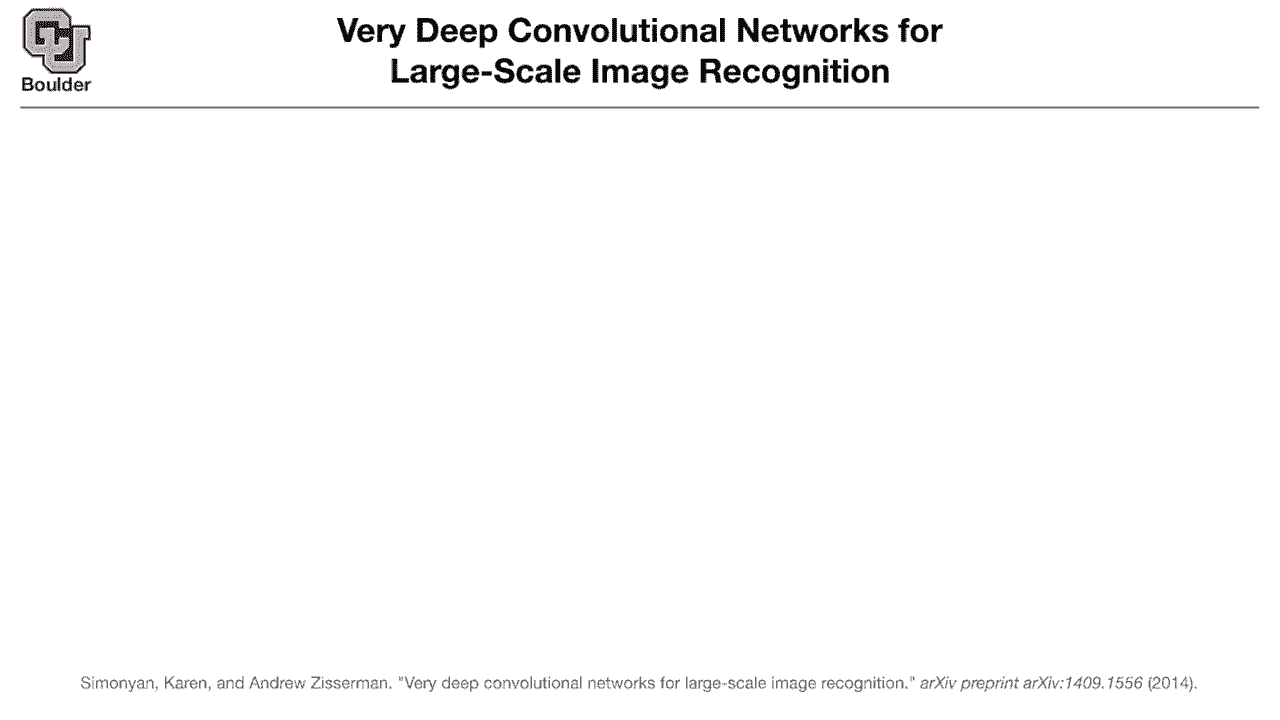 Boulder
Very Deep Convolutional Networks for
Large-Scale Image Recognition
Simonyan, Karen, and Andrew Zisserman. "Very deep convolutional networks for large-scale image recognition." arXiv preprint arXiv:1409.1556 (2014).